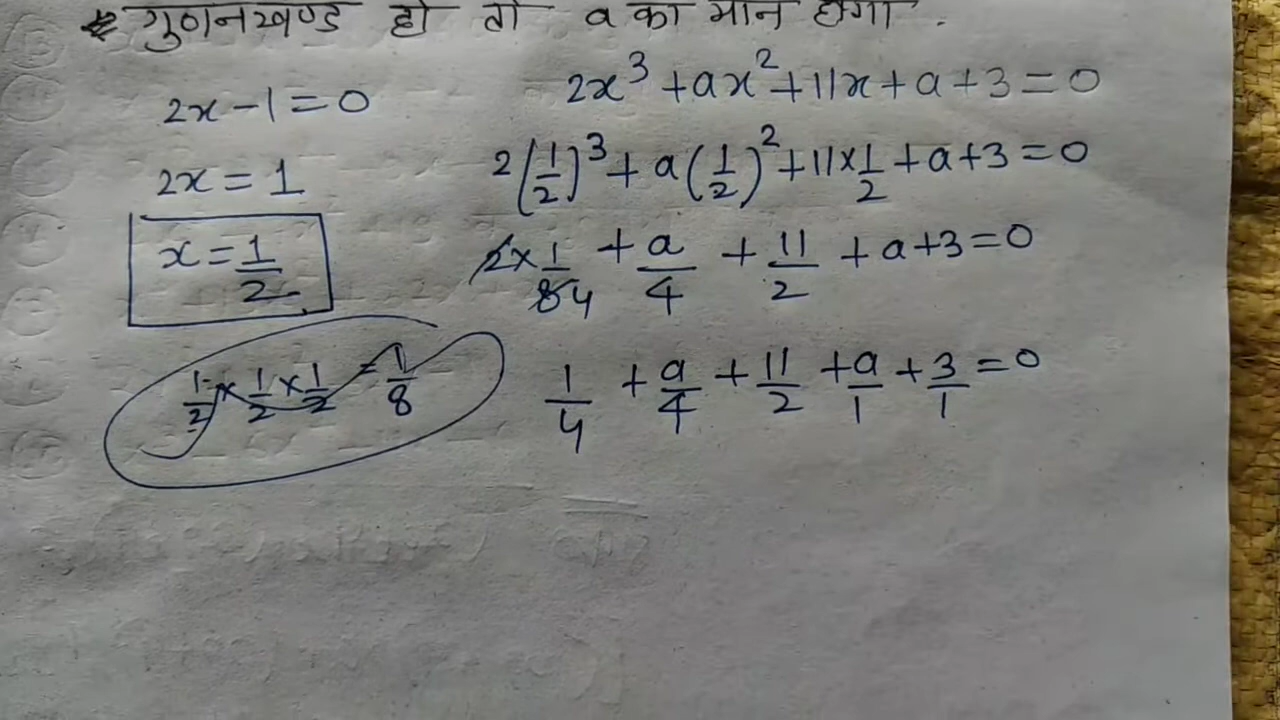 गुणनखण्ड हो तो a का मान होगा .
2x - 1 = 0
2x = 1
x = 1/2
1/2 × 1/2 × 1/2 = 1/8
2x³ + ax² + 11x + a + 3 = 0
2(1/2)³ + a(1/2)² + 11 × 1/2 + a + 3 = 0
2 × 1/8 4 + a/4 + 11/2 + a + 3 = 0
1/4 + a/4 + 11/2 + a/1 + 3/1 = 0